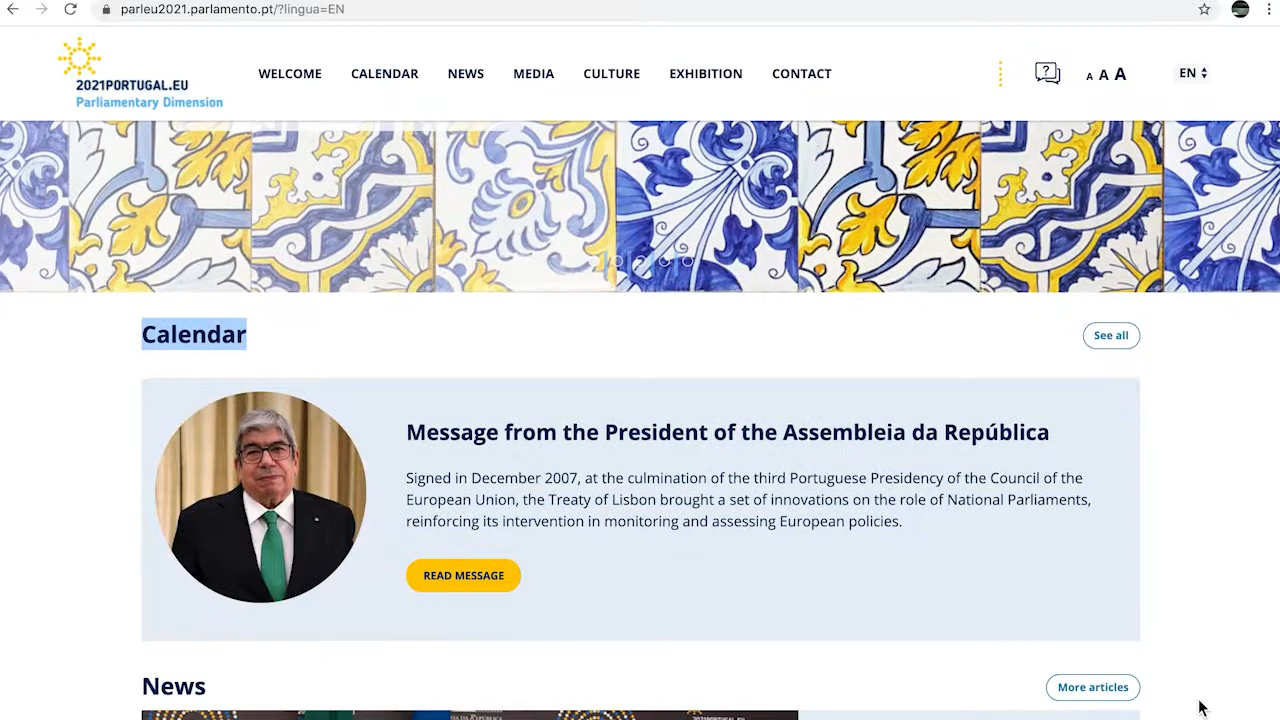 parleu2021.parlamento.pt/?lingua=EN
2021PORTUGAL.EU
Parliamentary Dimension
WELCOME CALENDAR NEWS MEDIA CULTURE EXHIBITION CONTACT
? A A A EN
Calendar
See all
Message from the President of the Assembleia da República
Signed in December 2007, at the culmination of the third Portuguese Presidency of the Council of the
European Union, the Treaty of Lisbon brought a set of innovations on the role of National Parliaments,
reinforcing its intervention in monitoring and assessing European policies.
READ MESSAGE
News
More articles
2021PORTUGAL.EU